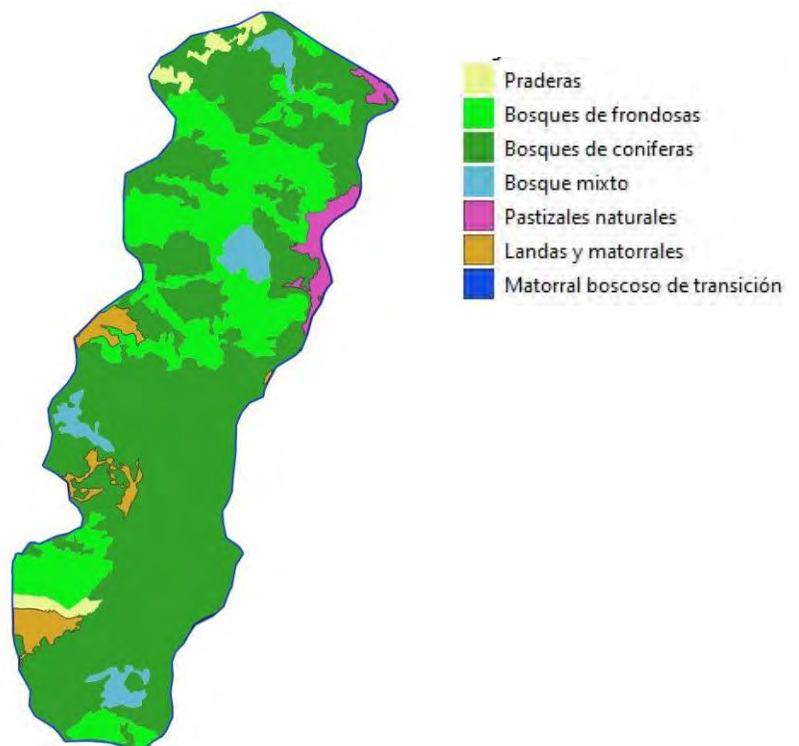 Praderas
Bosques de frondosas
Bosques de coniferas
Bosque mixto
Pastizales naturales
Landas y matorrales
Matorral boscoso de transición